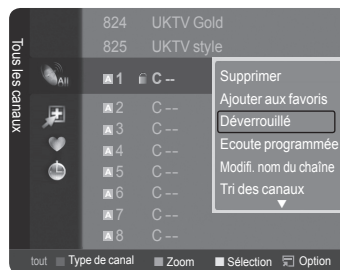 Tous les canaux
824 UKTV Gold
825 UKTV style
All
A 1 C --
A 2 C --
A 3 C --
A 4 C --
A 5 C --
A 6 C --
A 7 C --
A 8 C --
Supprimer
Ajouter aux favoris
Déverrouillé
Ecoute programmée
Modifi. nom du chaîne
Tri des canaux
tout Type de canal Zoom Sélection Option